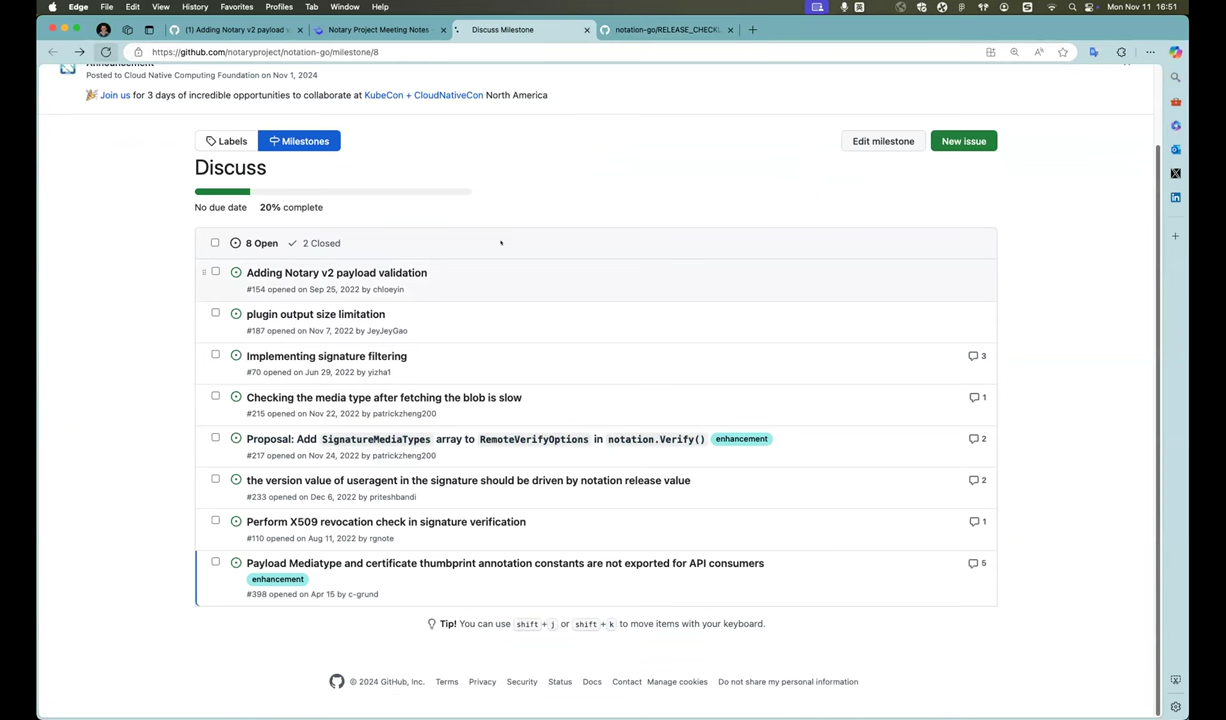 Edge File Edit View History Favorites Profiles Tab Window Help
Mon Nov 11 16:51
(1) Adding Notary v2 payload v
Notary Project Meeting Notes -
Discuss Milestone
notation-go/RELEASE_CHECKL
https://github.com/notaryproject/notation-go/milestone/8
Announcement
Posted to Cloud Native Computing Foundation on Nov 1, 2024
🎉 Join us for 3 days of incredible opportunities to collaborate at KubeCon + CloudNativeCon North America
Labels Milestones
Edit milestone New issue
Discuss
No due date 20% complete
8 Open 2 Closed
Adding Notary v2 payload validation
#154 opened on Sep 25, 2022 by chloeyin
plugin output size limitation
#187 opened on Nov 7, 2022 by JeyJeyGao
Implementing signature filtering 3
#70 opened on Jun 29, 2022 by yizha1
Checking the media type after fetching the blob is slow 1
#215 opened on Nov 22, 2022 by patrickzheng200
Proposal: Add SignatureMediaTypes array to RemoteVerifyOptions in notation.Verify() enhancement 2
#217 opened on Nov 24, 2022 by patrickzheng200
the version value of useragent in the signature should be driven by notation release value 2
#233 opened on Dec 6, 2022 by priteshbandi
Perform X509 revocation check in signature verification 1
#110 opened on Aug 11, 2022 by rgnote
Payload Mediatype and certificate thumbprint annotation constants are not exported for API consumers 5
enhancement
#398 opened on Apr 15 by c-grund
Tip! You can use shift + j or shift + k to move items with your keyboard.
© 2024 GitHub, Inc. Terms Privacy Security Status Docs Contact Manage cookies Do not share my personal information